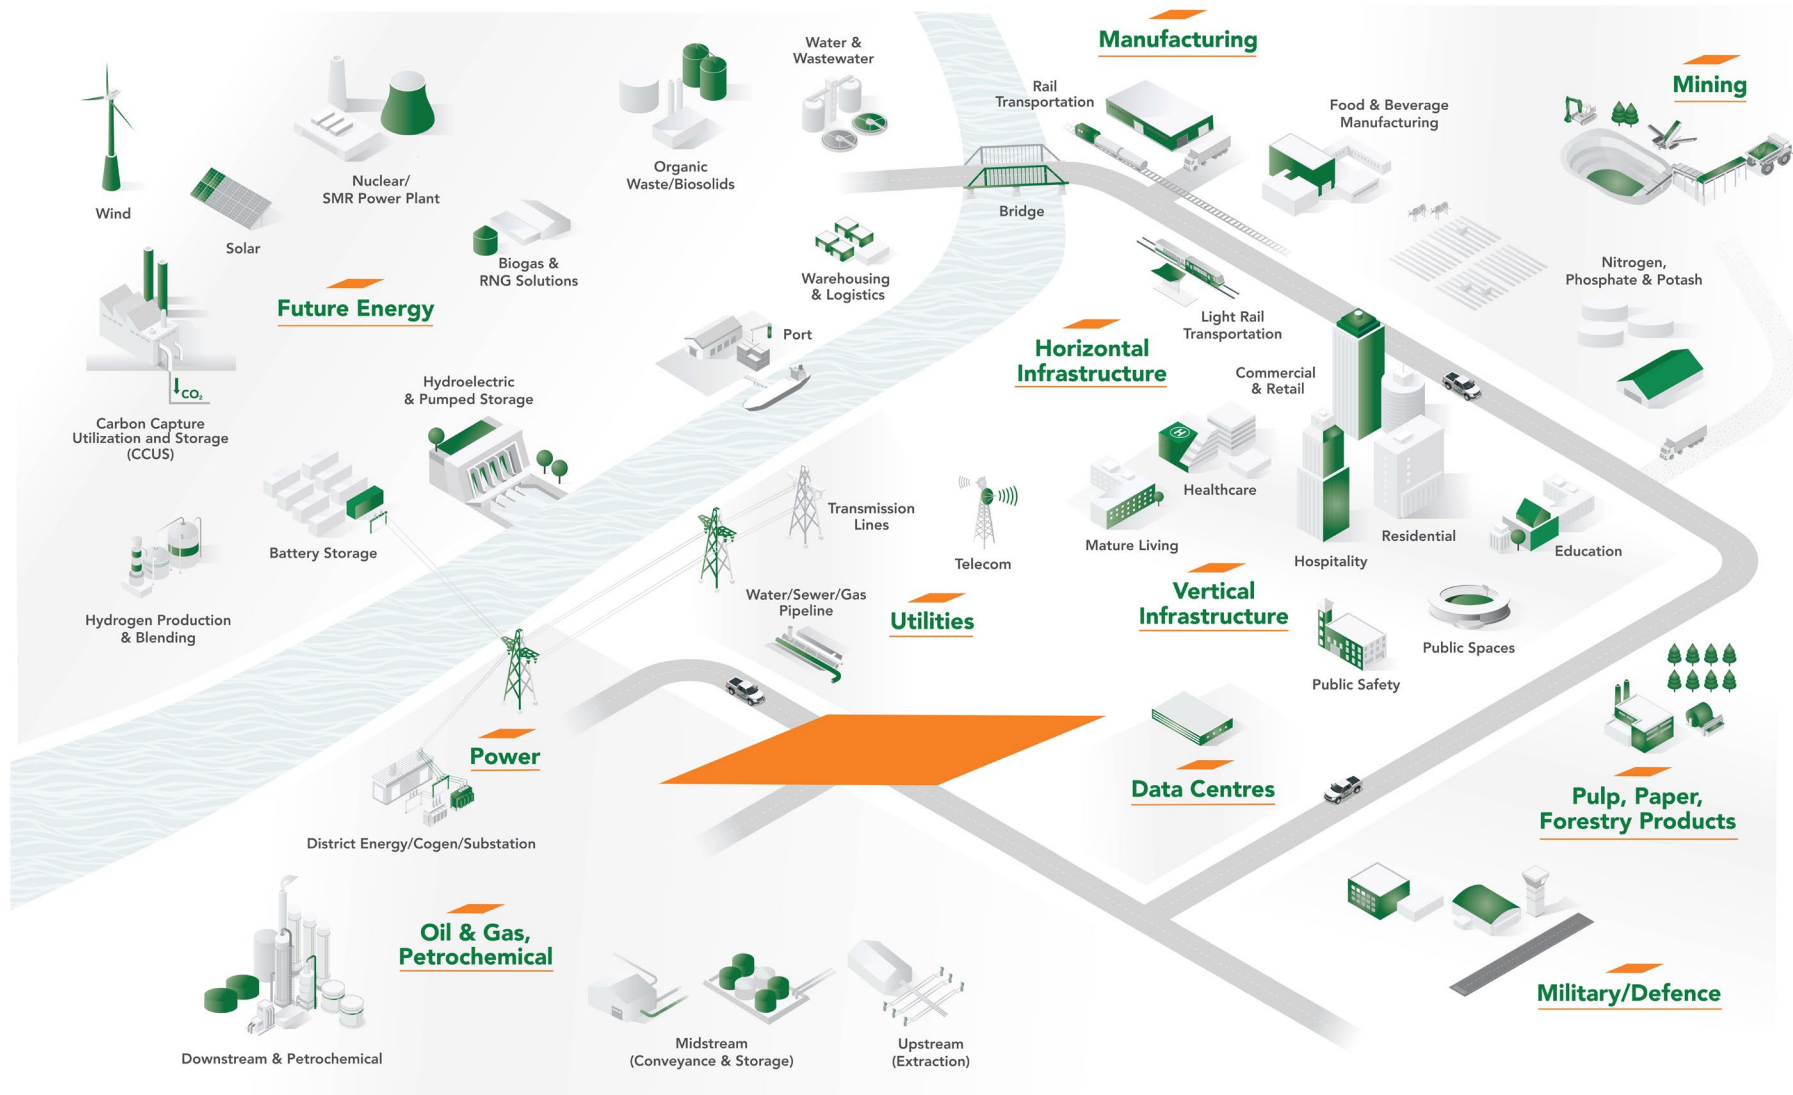 Manufacturing
Mining
Water &
Wastewater
Rail
Transportation
Food & Beverage
Manufacturing
Organic
Waste/Biosolids
Nuclear/
SMR Power Plant
Wind
Solar
Bridge
Biogas &
RNG Solutions
Warehousing
& Logistics
Nitrogen,
Phosphate & Potash
Future Energy
Light Rail
Transportation
Port
Horizontal
Infrastructure
Commercial
& Retail
Hydroelectric
& Pumped Storage
CO₂
Carbon Capture
Utilization and Storage
(CCUS)
H
Healthcare
Transmission
Lines
Battery Storage
Telecom
Mature Living
Hospitality
Residential
Education
Hydrogen Production
& Blending
Water/Sewer/Gas
Pipeline
Utilities
Vertical
Infrastructure
Public Spaces
Public Safety
Power
Data Centres
Pulp, Paper,
Forestry Products
District Energy/Cogen/Substation
Oil & Gas,
Petrochemical
Military/Defence
Downstream & Petrochemical
Midstream
(Conveyance & Storage)
Upstream
(Extraction)